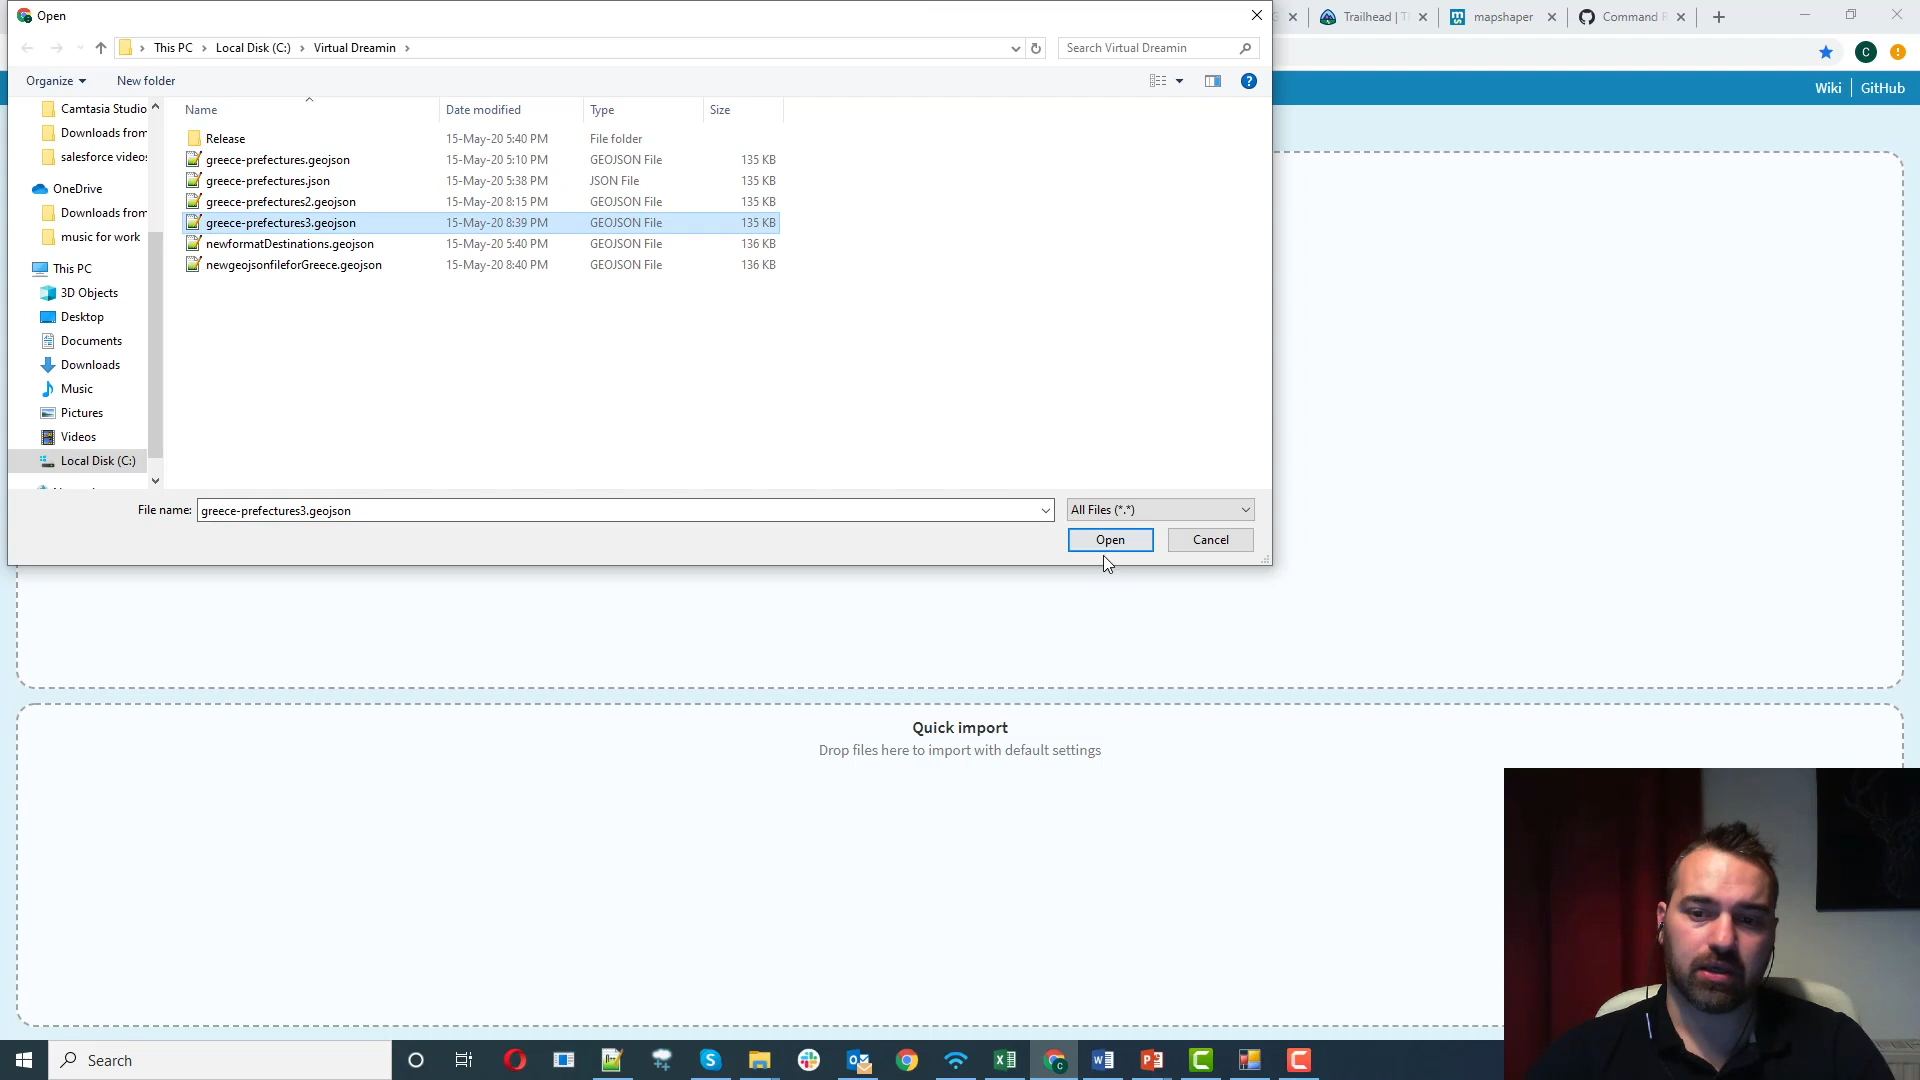 Open
Trailhead | T
mapshaper
Command R
This PC > Local Disk (C:) > Virtual Dreamin >
Search Virtual Dreamin
C
Organize
New folder
Wiki
GitHub
Name
Date modified
Type
Size
Camtasia Studio
Downloads from
salesforce videos
OneDrive
Downloads from
music for work
This PC
3D Objects
Desktop
Documents
Downloads
Music
Pictures
Videos
Local Disk (C:)
Release 15-May-20 5:40 PM File folder
greece-prefectures.geojson 15-May-20 5:10 PM GEOJSON File 135 KB
greece-prefectures.json 15-May-20 5:38 PM JSON File 135 KB
greece-prefectures2.geojson 15-May-20 8:15 PM GEOJSON File 135 KB
greece-prefectures3.geojson 15-May-20 8:39 PM GEOJSON File 135 KB
newformatDestinations.geojson 15-May-20 5:40 PM GEOJSON File 136 KB
newgeojsonfileforGreece.geojson 15-May-20 8:40 PM GEOJSON File 136 KB
File name: greece-prefectures3.geojson
All Files (*.*)
Open
Cancel
Quick import
Drop files here to import with default settings
Search